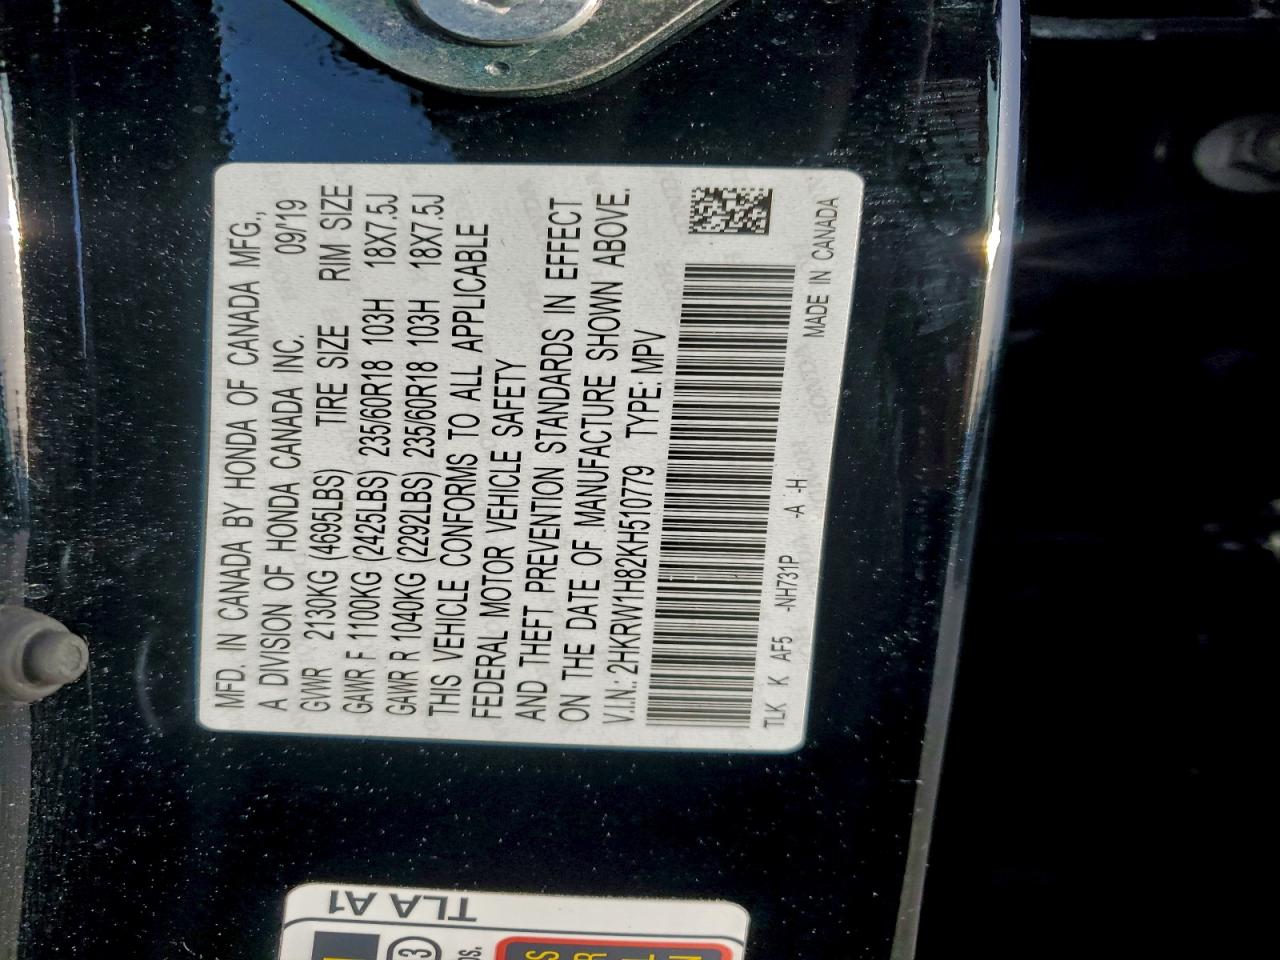 MFD. IN CANADA BY HONDA OF CANADA MFG.,
A DIVISION OF HONDA CANADA INC. 09/'19
GVWR 2130KG (4695LBS) TIRE SIZE RIM SIZE
GAWR F 1100KG (2425LBS) 235/60R18 103H 18X7.5J
GAWR R 1040KG (2292LBS) 235/60R18 103H 18X7.5J
THIS VEHICLE CONFORMS TO ALL APPLICABLE
FEDERAL MOTOR VEHICLE SAFETY
AND THEFT PREVENTION STANDARDS IN EFFECT
ON THE DATE OF MANUFACTURE SHOWN ABOVE.
V.I.N.: 2HKRW1H82KH510779 TYPE: MPV
TLK K AF5 -NH731P -A -H
MADE IN CANADA
TLA A1